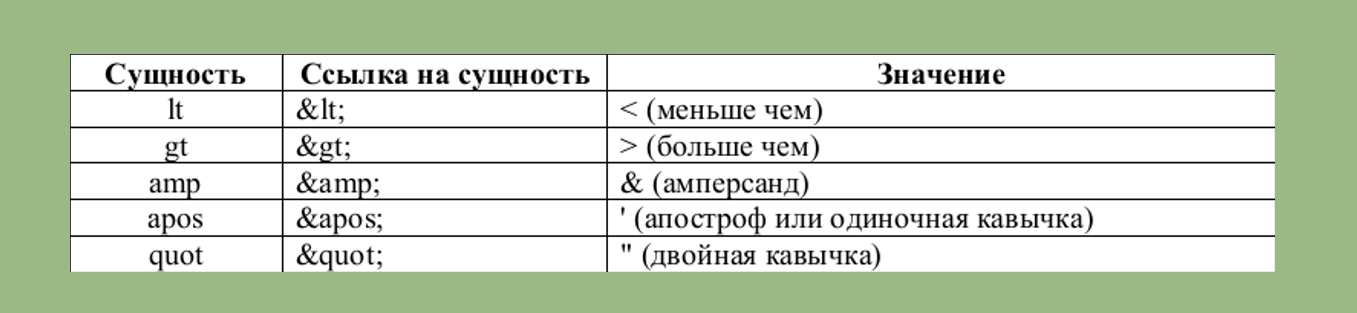 Сущность Ссылка на сущность Значение
lt &lt; < (меньше чем)
gt &gt; > (больше чем)
amp &amp; & (амперсанд)
apos &apos; ' (апостроф или одиночная кавычка)
quot &quot; " (двойная кавычка)